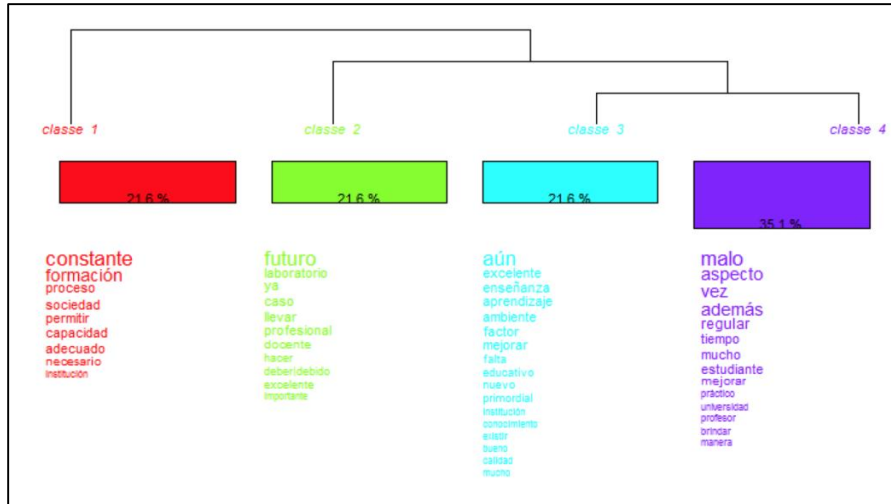 classe 1
classe 2
classe 3
classe 4
21.6 %
21.6 %
21.6 %
35.1 %
constante
formación
proceso
sociedad
permitir
capacidad
adecuado
necesario
institución
futuro
laboratorio
ya
caso
llevar
profesional
docente
hacer
deber/debido
excelente
importante
aún
excelente
enseñanza
aprendizaje
ambiente
factor
mejorar
falta
educativo
nuevo
primordial
institución
conocimiento
existir
bueno
calidad
mucho
malo
aspecto
vez
además
regular
tiempo
mucho
estudiante
mejorar
práctico
universidad
profesor
brindar
manera